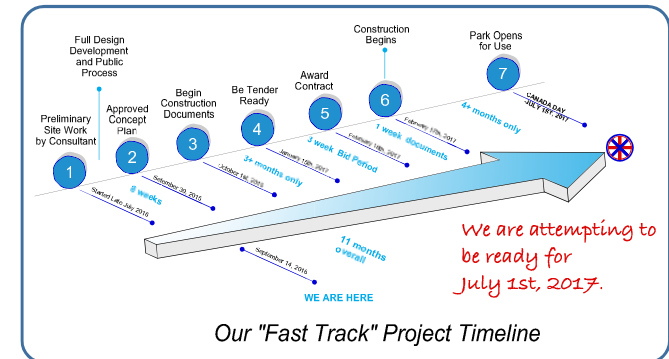 Full Design
Development
and Public
Process
Preliminary
Site Work
by Consultant
Approved
Concept
Plan
Begin
Construction
Documents
Be Tender
Ready
Award
Contract
Construction
Begins
Park Opens
for Use
1
2
3
4
5
6
7
Started Late July, 2016
8 weeks
3+ months only
3 week Bid Period
1 week documents
4+ months only
CANADA DAY
JULY 1ST, 2017
September 14, 2016
WE ARE HERE
11 months
overall
We are attempting to
be ready for
July 1st, 2017.
Our "Fast Track" Project Timeline